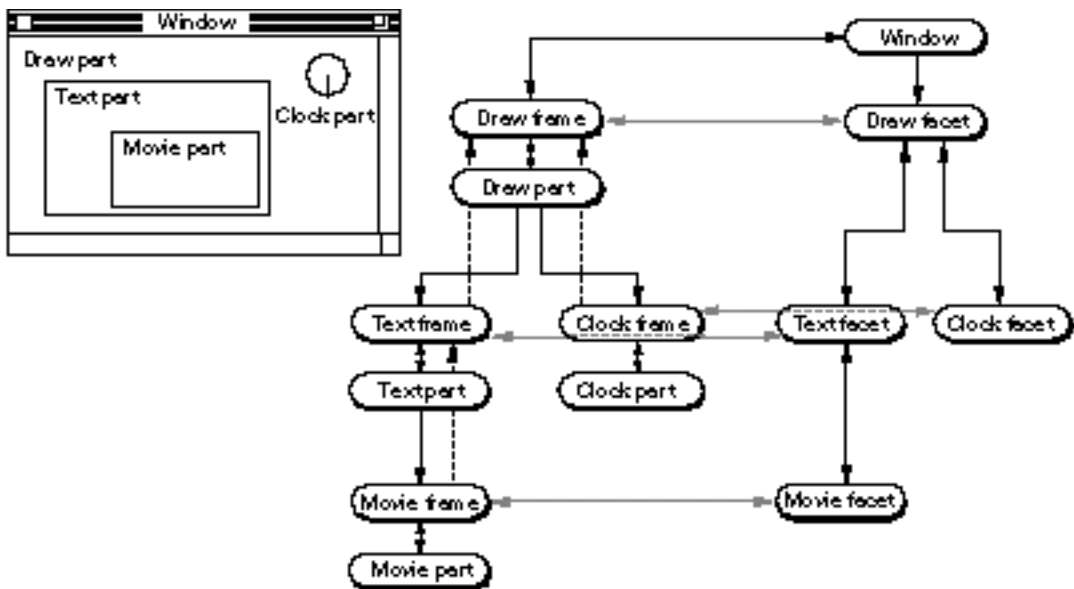 Window
Draw part
Text part
Clock part
Movie part
Window
Draw frame
Draw facet
Draw part
Text frame
Clock frame
Text facet
Clock facet
Text part
Clock part
Movie frame
Movie facet
Movie part